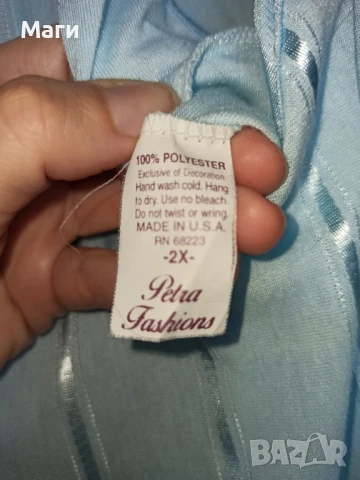 Маги
100% POLYESTER
Exclusive of Decoration
Hand wash cold. Hang
to dry. Use no bleach.
Do not twist or wring.
MADE IN U.S.A.
RN 68223
-2X-
Petra
Fashions
BAZAR